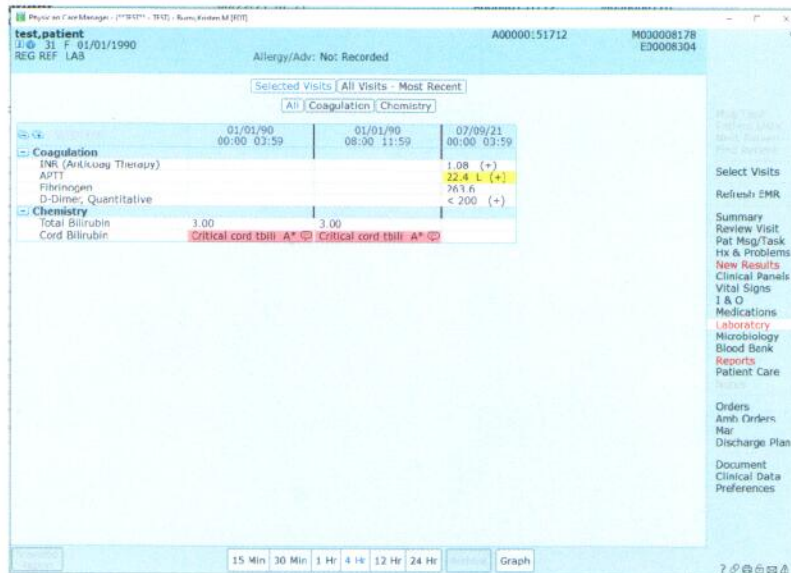 test,patient
31 F 01/01/1990
REG REF LAB
Allergy/Adv: Not Recorded
A00000151712
M000008178
E00008304
Selected Visits All Visits - Most Recent
All Coagulation Chemistry
01/01/90 01/01/90 07/09/21
00:00 03:59 08:00 11:59 00:00 03:59
Coagulation
INR (Anticoag Therapy) 1.08 (+)
APTT 22.4 L (+)
Fibrinogen 263.6
D-Dimer, Quantitative < 200 (+)
Chemistry
Total Bilirubin 3.00 3.00
Cord Bilirubin Critical cord tbili A* Critical cord tbili A*
Select Visits
Refresh EMR
Summary
Review Visit
Pat Msg/Task
Hx & Problems
New Results
Clinical Panels
Vital Signs
I & O
Medications
Laboratory
Microbiology
Blood Bank
Reports
Patient Care
Notes
Orders
Amb Orders
Mar
Discharge Plan
Document
Clinical Data
Preferences
15 Min 30 Min 1 Hr 4 Hr 12 Hr 24 Hr Graph